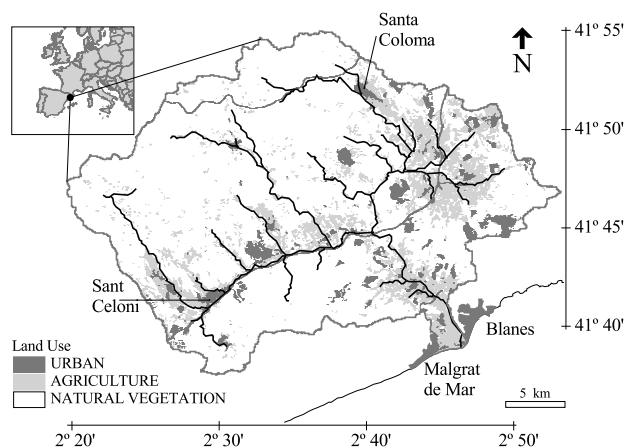 Santa
Coloma
N
41º 55'
41º 50'
41º 45'
41º 40'
Sant
Celoni
Blanes
Malgrat
de Mar
Land Use
URBAN
AGRICULTURE
NATURAL VEGETATION
5 km
2º 20'
2º 30'
2º 40'
2º 50'